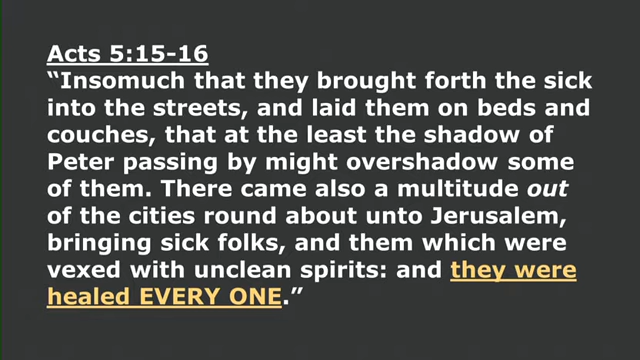 Acts 5:15-16
“Insomuch that they brought forth the sick
into the streets, and laid them on beds and
couches, that at the least the shadow of
Peter passing by might overshadow some
of them. There came also a multitude out
of the cities round about unto Jerusalem,
bringing sick folks, and them which were
vexed with unclean spirits: and they were
healed EVERY ONE.”